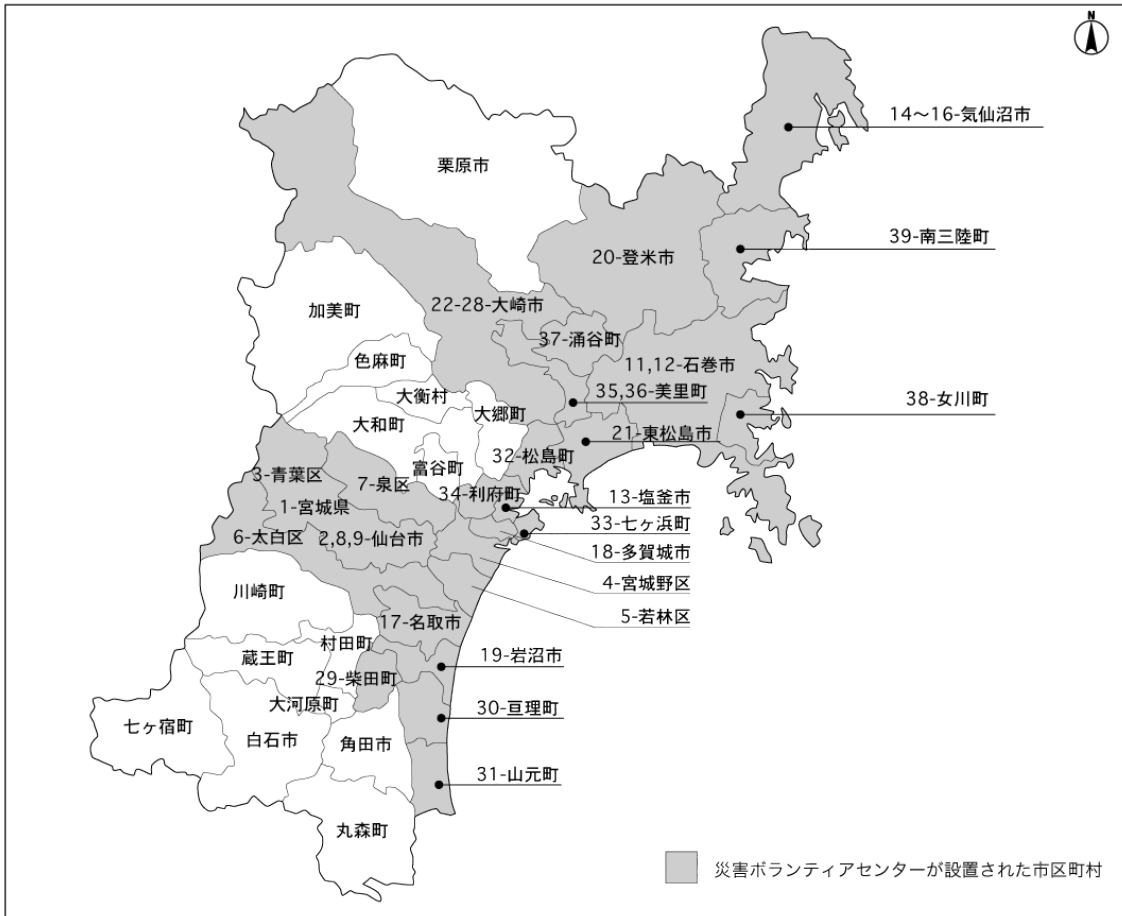 N
14～16-気仙沼市
栗原市
39-南三陸町
20-登米市
22-28-大崎市
加美町
37-涌谷町
色麻町
11,12-石巻市
大衡村
35,36-美里町
38-女川町
大郷町
大和町
21-東松島市
32-松島町
富谷町
3-青葉区
7-泉区
34-利府町
13-塩釜市
1-宮城県
33-七ヶ浜町
6-太白区
2,8,9-仙台市
18-多賀城市
4-宮城野区
川崎町
5-若林区
17-名取市
村田町
蔵王町
19-岩沼市
29-柴田町
大河原町
30-亘理町
七ヶ宿町
白石市
角田市
31-山元町
丸森町
災害ボランティアセンターが設置された市区町村